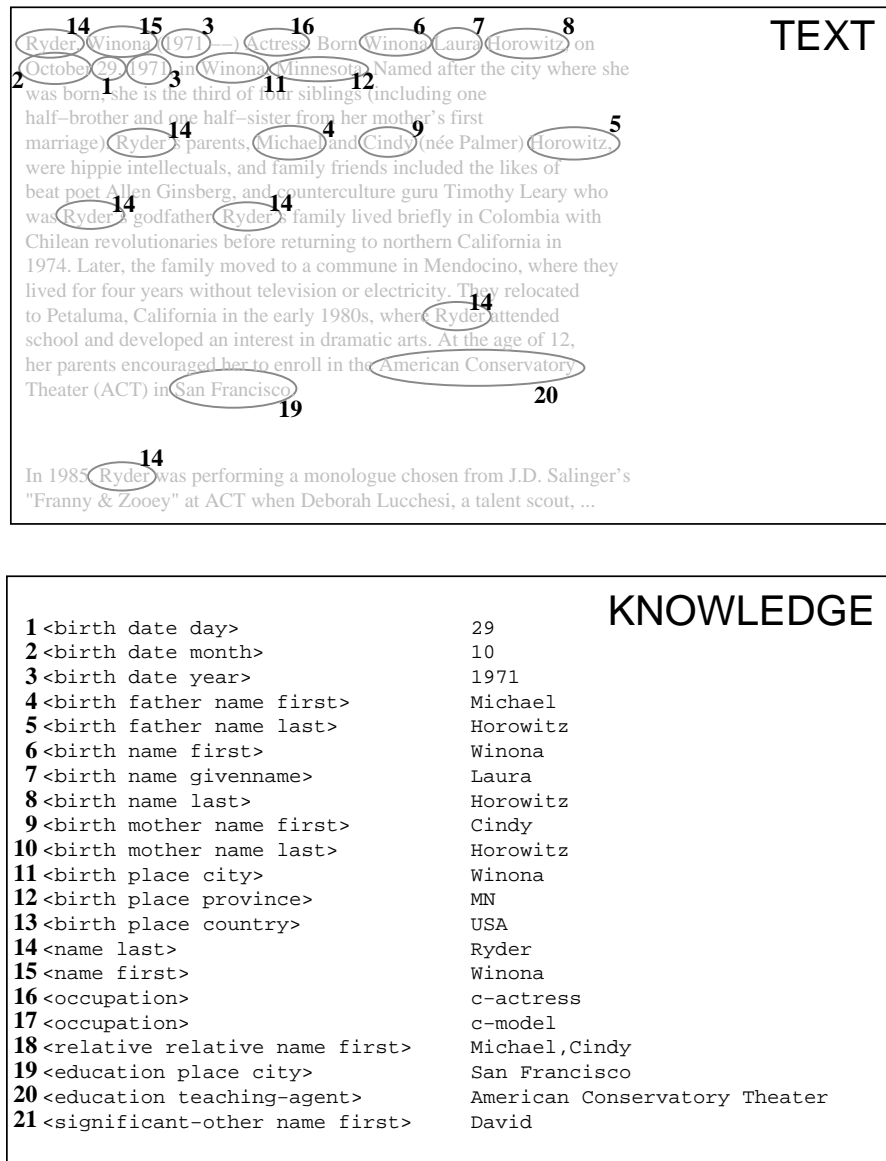 TEXT
14 15 3 16 6 7 8
Ryder, Winona (1971 −−) Actress. Born Winona Laura Horowitz on
October 29, 1971, in Winona, Minnesota. Named after the city where she
2 1 3 11 12
was born, she is the third of four siblings (including one
half−brother and one half−sister from her mother's first
14 4 9 5
marriage). Ryder's parents, Michael and Cindy (née Palmer) Horowitz,
were hippie intellectuals, and family friends included the likes of
beat poet Allen Ginsberg, and counterculture guru Timothy Leary who
14 14
was Ryder's godfather. Ryder's family lived briefly in Colombia with
Chilean revolutionaries before returning to northern California in
1974. Later, the family moved to a commune in Mendocino, where they
lived for four years without television or electricity. They relocated
14
to Petaluma, California in the early 1980s, where Ryder attended
school and developed an interest in dramatic arts. At the age of 12,
her parents encouraged her to enroll in the American Conservatory
Theater (ACT) in San Francisco.
19 20
14
In 1985, Ryder was performing a monologue chosen from J.D. Salinger's
"Franny & Zooey" at ACT when Deborah Lucchesi, a talent scout, ...
KNOWLEDGE
1 <birth date day> 29
2 <birth date month> 10
3 <birth date year> 1971
4 <birth father name first> Michael
5 <birth father name last> Horowitz
6 <birth name first> Winona
7 <birth name givenname> Laura
8 <birth name last> Horowitz
9 <birth mother name first> Cindy
10 <birth mother name last> Horowitz
11 <birth place city> Winona
12 <birth place province> MN
13 <birth place country> USA
14 <name last> Ryder
15 <name first> Winona
16 <occupation> c−actress
17 <occupation> c−model
18 <relative relative name first> Michael,Cindy
19 <education place city> San Francisco
20 <education teaching−agent> American Conservatory Theater
21 <significant−other name first> David